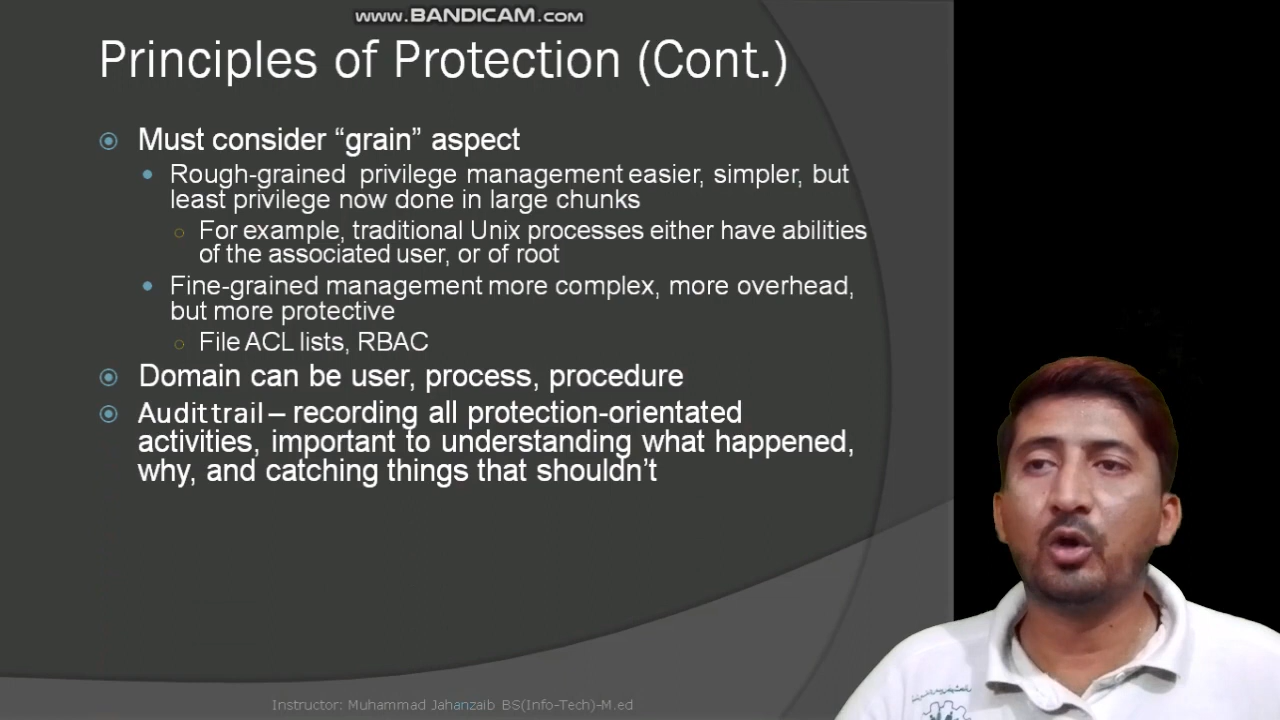 www.BANDICAM.com
Principles of Protection (Cont.)
Must consider “grain” aspect
Rough-grained privilege management easier, simpler, but
least privilege now done in large chunks
For example, traditional Unix processes either have abilities
of the associated user, or of root
Fine-grained management more complex, more overhead,
but more protective
File ACL lists, RBAC
Domain can be user, process, procedure
Audit trail – recording all protection-orientated
activities, important to understanding what happened,
why, and catching things that shouldn’t
Instructor: Muhammad Jahanzaib BS(Info-Tech)-M.ed